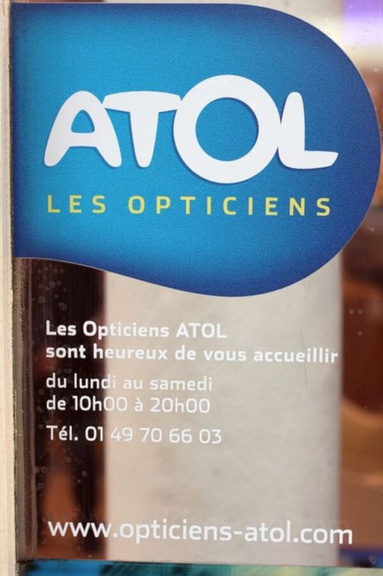 ATOL
LES OPTICIENS
Les Opticiens ATOL
sont heureux de vous accueillir
du lundi au samedi
de 10h00 à 20h00
Tél. 01 49 70 66 03
www.opticiens-atol.com